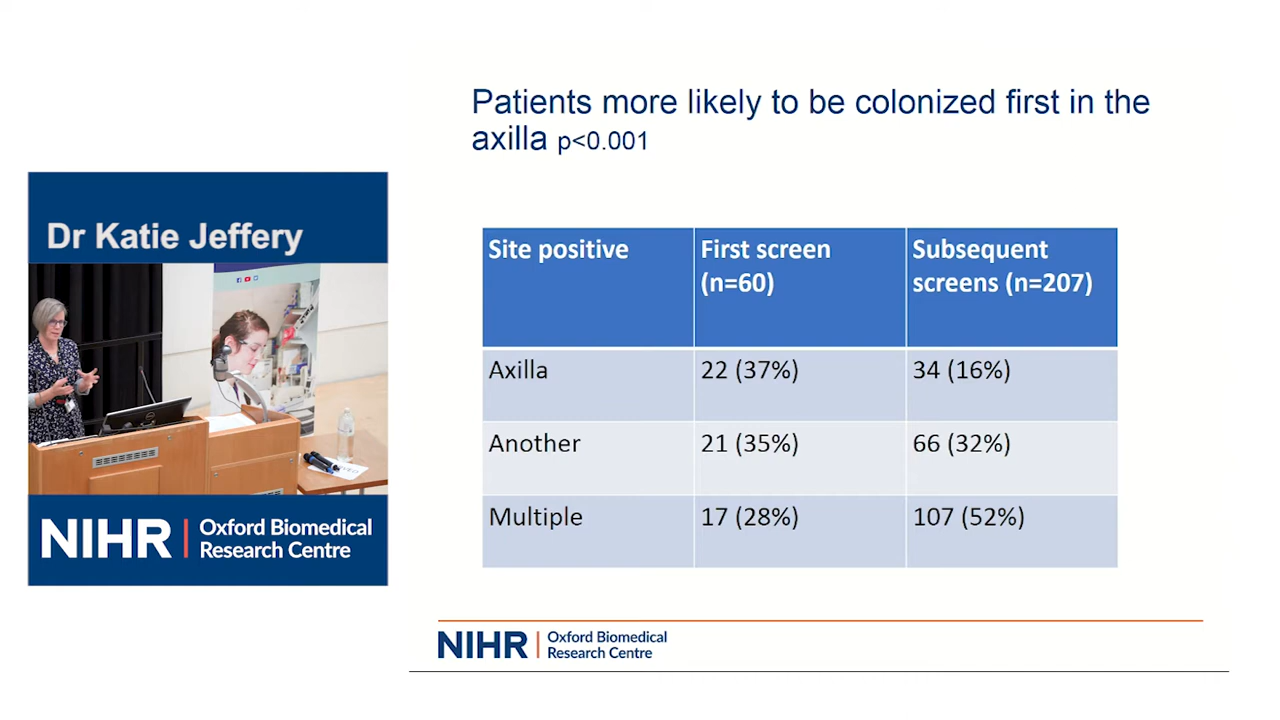 Patients more likely to be colonized first in the
axilla p<0.001
Dr Katie Jeffery
NIHR | Oxford Biomedical
Research Centre
Site positive
First screen
(n=60)
Subsequent
screens (n=207)
Axilla
22 (37%)
34 (16%)
Another
21 (35%)
66 (32%)
Multiple
17 (28%)
107 (52%)
NIHR | Oxford Biomedical
Research Centre